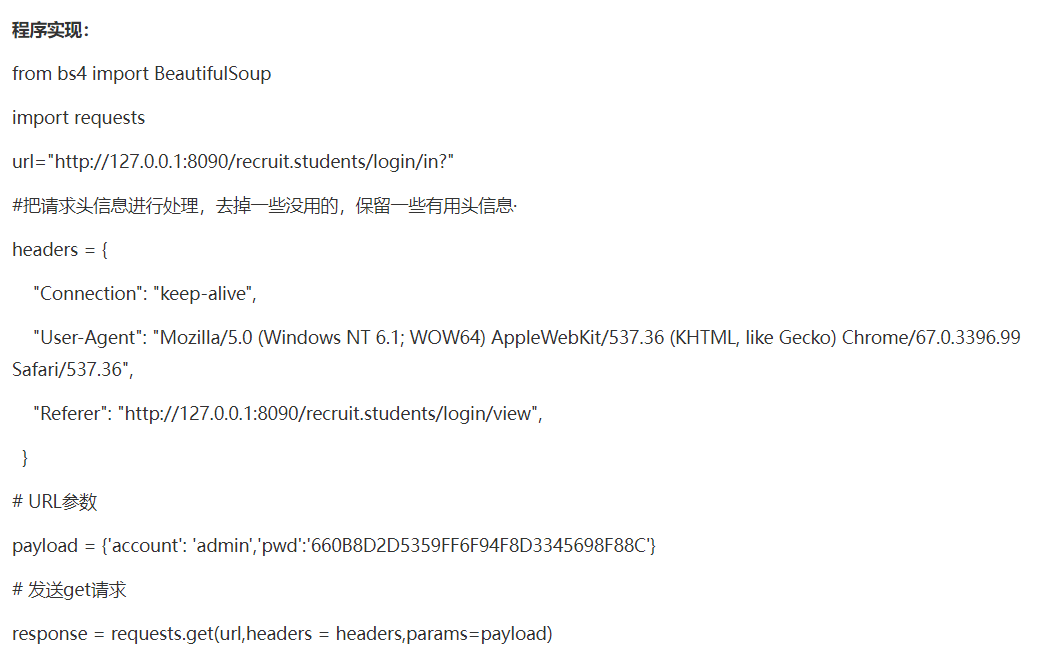 程序实现：
from bs4 import BeautifulSoup
import requests
url="http://127.0.0.1:8090/recruit.students/login/in?"
#把请求头信息进行处理，去掉一些没用的，保留一些有用头信息·
headers = {
"Connection": "keep-alive",
"User-Agent": "Mozilla/5.0 (Windows NT 6.1; WOW64) AppleWebKit/537.36 (KHTML, like Gecko) Chrome/67.0.3396.99
Safari/537.36",
"Referer": "http://127.0.0.1:8090/recruit.students/login/view",
}
# URL参数
payload = {'account': 'admin','pwd':'660B8D2D5359FF6F94F8D3345698F88C'}
# 发送get请求
response = requests.get(url,headers = headers,params=payload)